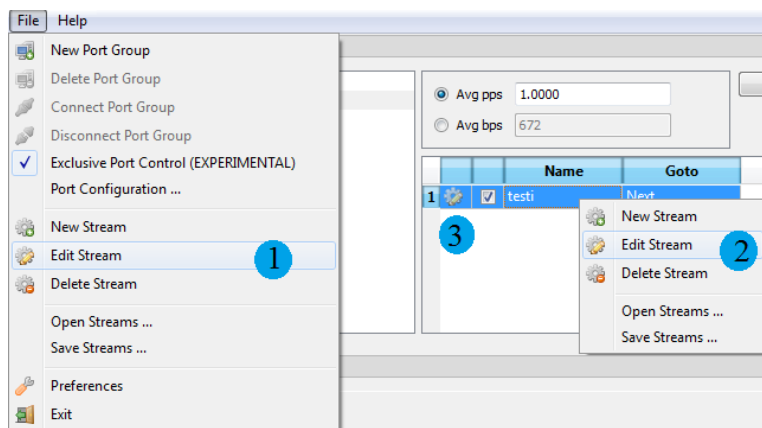 File Help
New Port Group
Delete Port Group
Connect Port Group
Disconnect Port Group
Exclusive Port Control (EXPERIMENTAL)
Port Configuration ...
New Stream
Edit Stream 1
Delete Stream
Open Streams ...
Save Streams ...
Preferences
Exit
Avg pps 1.0000
Avg bps 672
Name Goto
1 testi Next
3
New Stream
Edit Stream 2
Delete Stream
Open Streams ...
Save Streams ...